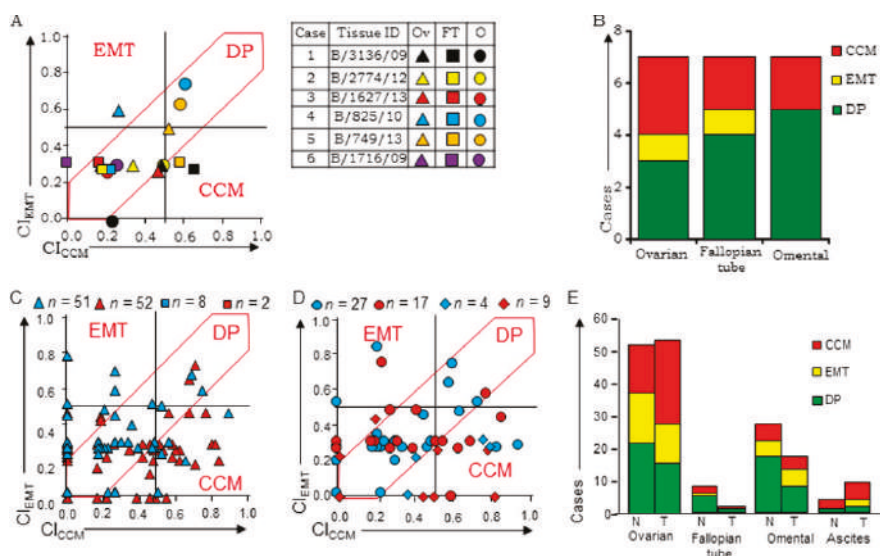 A
EMT
DP
CCM
1.0
0.8
0.6
0.4
0.2
0.0
0.0 0.2 0.4 0.6 0.8 1.0
CI_EMT
CI_CCM
Case Tissue ID Ov FT O
1 B/3136/09
2 B/2774/12
3 B/1627/13
4 B/825/10
5 B/749/13
6 B/1716/09
B
8
6
4
2
0
Cases
Ovarian Fallopian tube Omental
CCM
EMT
DP
C
n = 51 n = 52 n = 8 n = 2
EMT
DP
CCM
1.0
0.8
0.6
0.4
0.2
0.0
0.0 0.2 0.4 0.6 0.8 1.0
CI_EMT
CI_CCM
D
n = 27 n = 17 n = 4 n = 9
EMT
DP
CCM
1.0
0.8
0.6
0.4
0.2
0.0
0.0 0.2 0.4 0.6 0.8 1.0
CI_EMT
CI_CCM
E
60
50
40
30
20
10
0
Cases
N T N T N T N T
Ovarian Fallopian tube Omental Ascites
CCM
EMT
DP